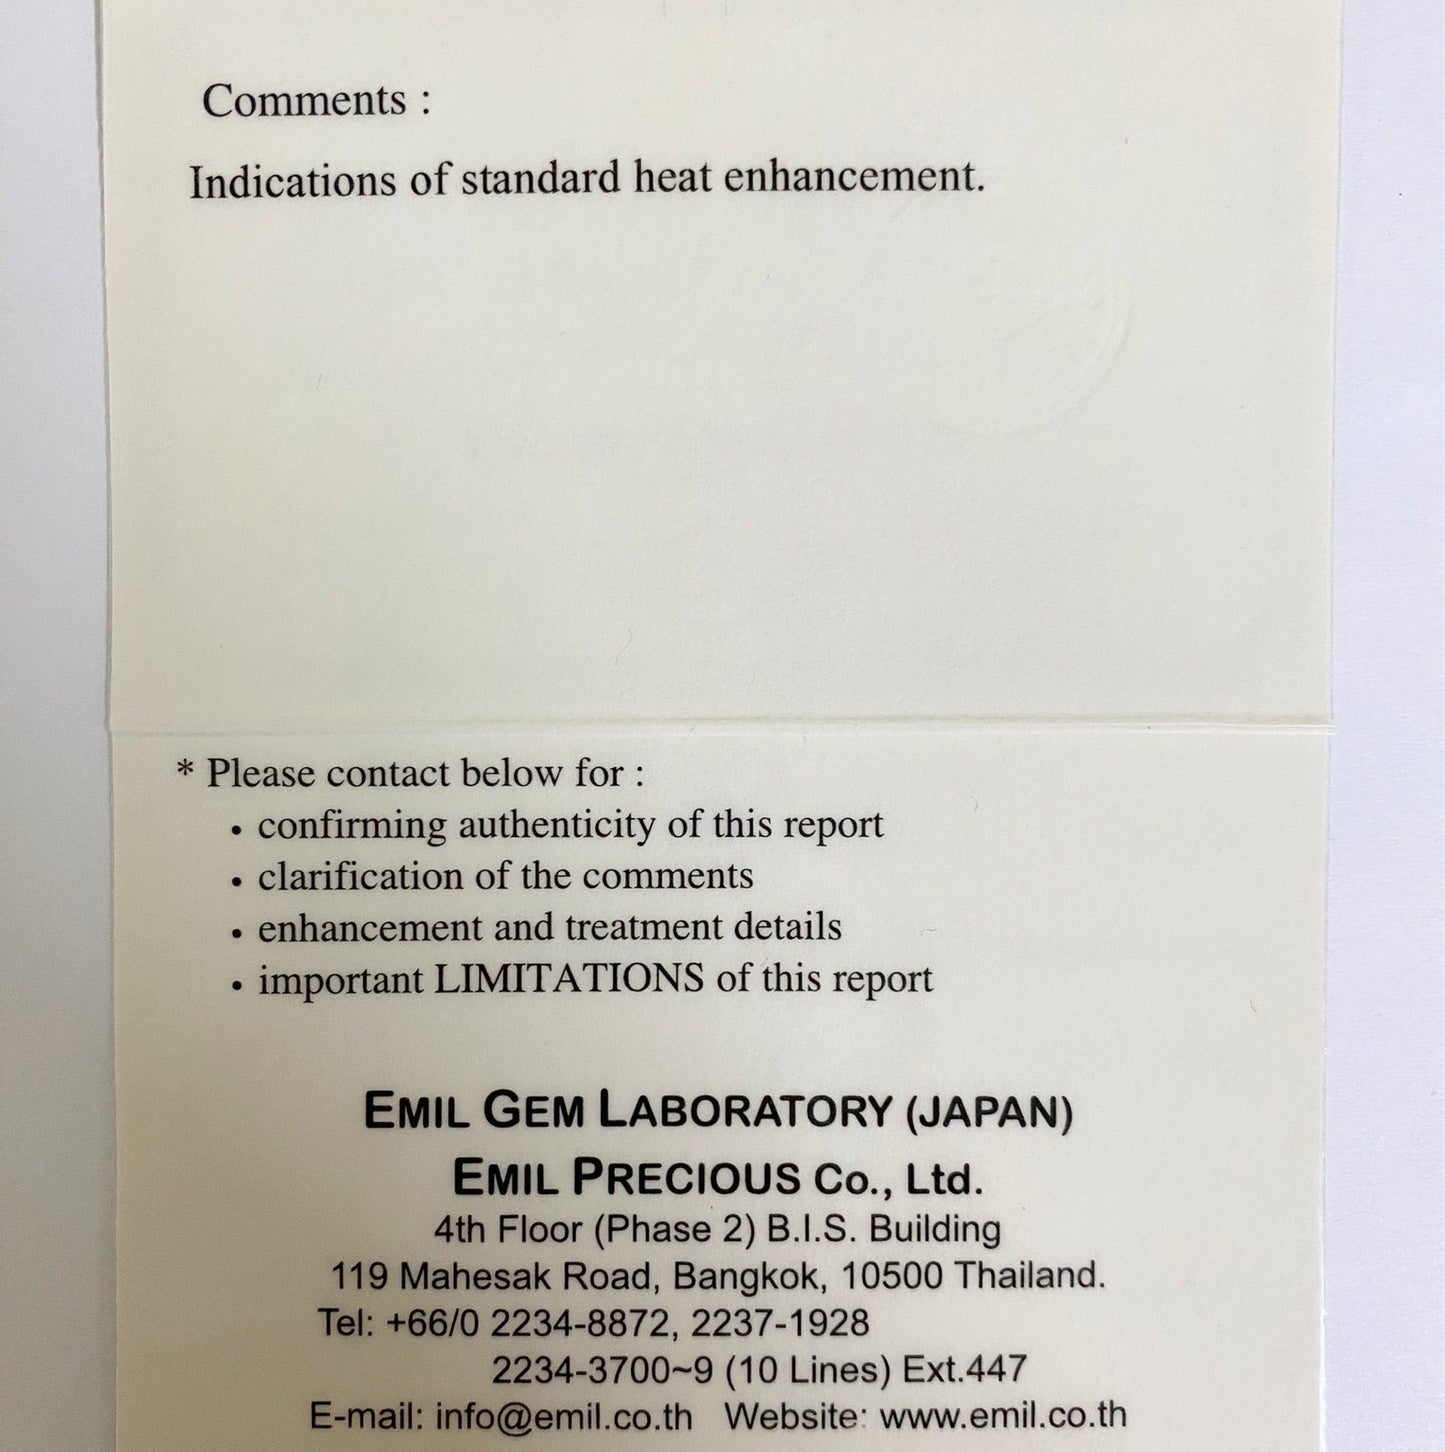 Comments :
Indications of standard heat enhancement.
* Please contact below for :
• confirming authenticity of this report
• clarification of the comments
• enhancement and treatment details
• important LIMITATIONS of this report
EMIL GEM LABORATORY (JAPAN)
EMIL PRECIOUS Co., Ltd.
4th Floor (Phase 2) B.I.S. Building
119 Mahesak Road, Bangkok, 10500 Thailand.
Tel: +66/0 2234-8872, 2237-1928
2234-3700~9 (10 Lines) Ext.447
E-mail: info@emil.co.th Website: www.emil.co.th